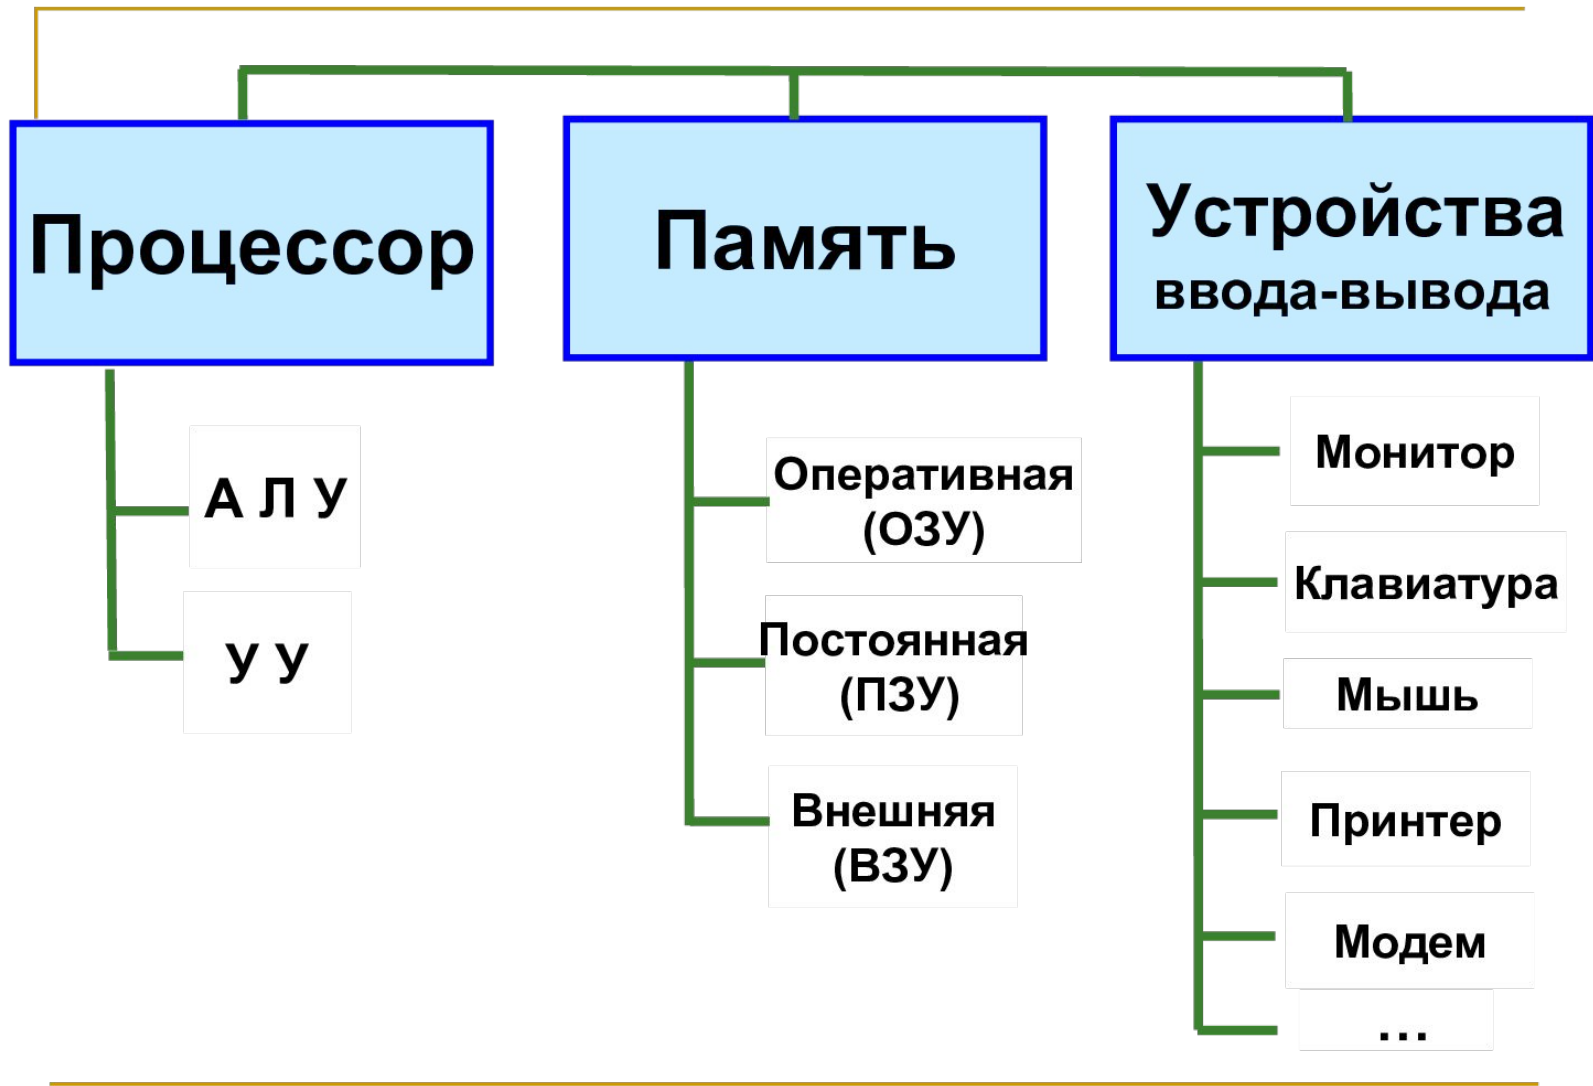 Процессор
А Л У
У У
Память
Оперативная
(ОЗУ)
Постоянная
(ПЗУ)
Внешняя
(ВЗУ)
Устройства
ввода-вывода
Монитор
Клавиатура
Мышь
Принтер
Модем
...